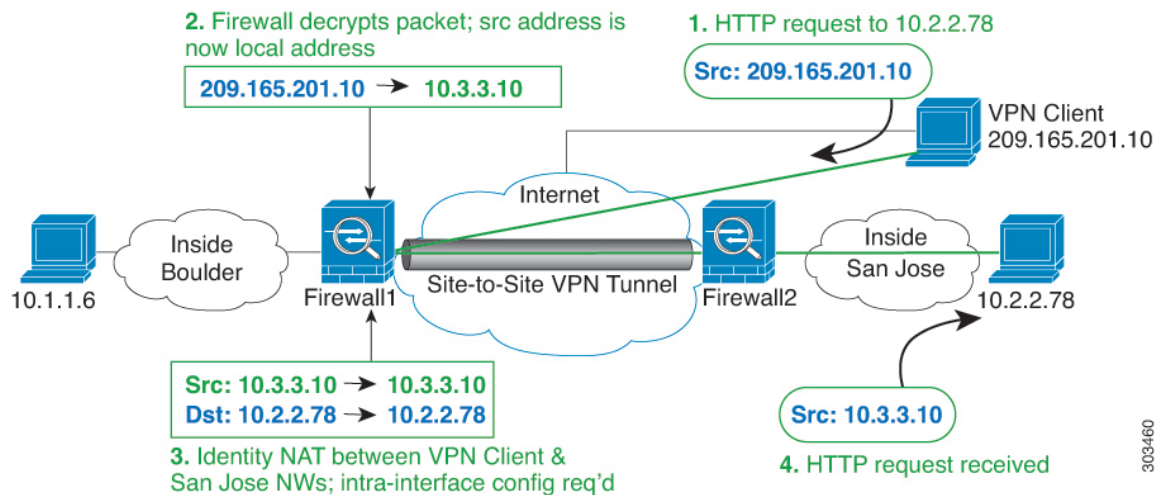 2. Firewall decrypts packet; src address is
now local address
209.165.201.10 → 10.3.3.10
1. HTTP request to 10.2.2.78
Src: 209.165.201.10
VPN Client
209.165.201.10
Internet
Inside
Boulder
10.1.1.6
Firewall1
Site-to-Site VPN Tunnel
Firewall2
Inside
San Jose
10.2.2.78
Src: 10.3.3.10 → 10.3.3.10
Dst: 10.2.2.78 → 10.2.2.78
3. Identity NAT between VPN Client &
San Jose NWs; intra-interface config req'd
Src: 10.3.3.10
4. HTTP request received
303460